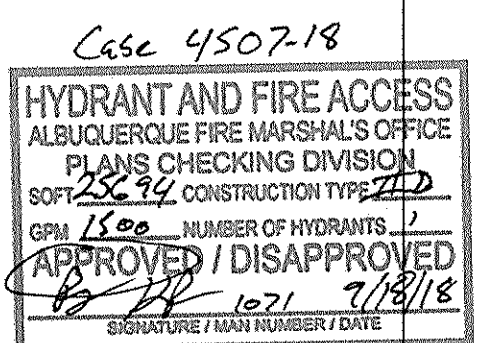 Case 4507-18
HYDRANT AND FIRE ACCESS
ALBUQUERQUE FIRE MARSHAL'S OFFICE
PLANS CHECKING DIVISION
SQFT 25694 CONSTRUCTION TYPE
GPM 1500 NUMBER OF HYDRANTS 1
APPROVED / DISAPPROVED
1071 9/18/18
SIGNATURE / MAN NUMBER / DATE